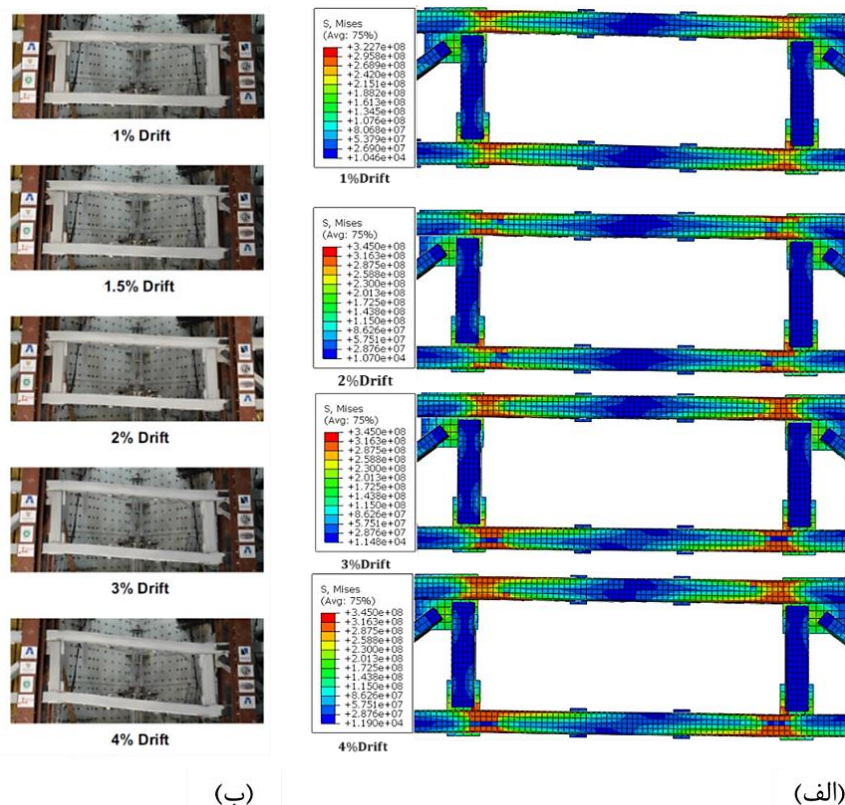 1% Drift
1.5% Drift
2% Drift
3% Drift
4% Drift
(ب)
S, Mises
(Avg: 75%)
+3.227e+08
+2.958e+08
+2.689e+08
+2.420e+08
+2.151e+08
+1.882e+08
+1.613e+08
+1.345e+08
+1.076e+08
+8.068e+07
+5.379e+07
+2.690e+07
+1.046e+04
1%Drift
S, Mises
(Avg: 75%)
+3.450e+08
+3.163e+08
+2.875e+08
+2.588e+08
+2.300e+08
+2.013e+08
+1.725e+08
+1.438e+08
+1.150e+08
+8.626e+07
+5.751e+07
+2.876e+07
+1.070e+04
2%Drift
S, Mises
(Avg: 75%)
+3.450e+08
+3.163e+08
+2.875e+08
+2.588e+08
+2.300e+08
+2.013e+08
+1.725e+08
+1.438e+08
+1.150e+08
+8.626e+07
+5.751e+07
+2.876e+07
+1.148e+04
3%Drift
S, Mises
(Avg: 75%)
+3.450e+08
+3.163e+08
+2.875e+08
+2.588e+08
+2.300e+08
+2.013e+08
+1.725e+08
+1.438e+08
+1.150e+08
+8.626e+07
+5.751e+07
+2.876e+07
+1.190e+04
4%Drift
(الف)